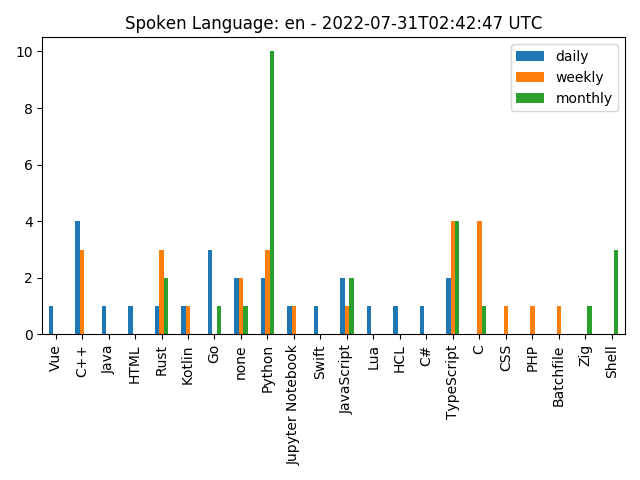 Spoken Language: en - 2022-07-31T02:42:47 UTC
daily
weekly
monthly
10
8
6
4
2
0
Vue
C++
Java
HTML
Rust
Kotlin
Go
none
Python
Jupyter Notebook
Swift
JavaScript
Lua
HCL
C#
TypeScript
C
CSS
PHP
Batchfile
Zig
Shell